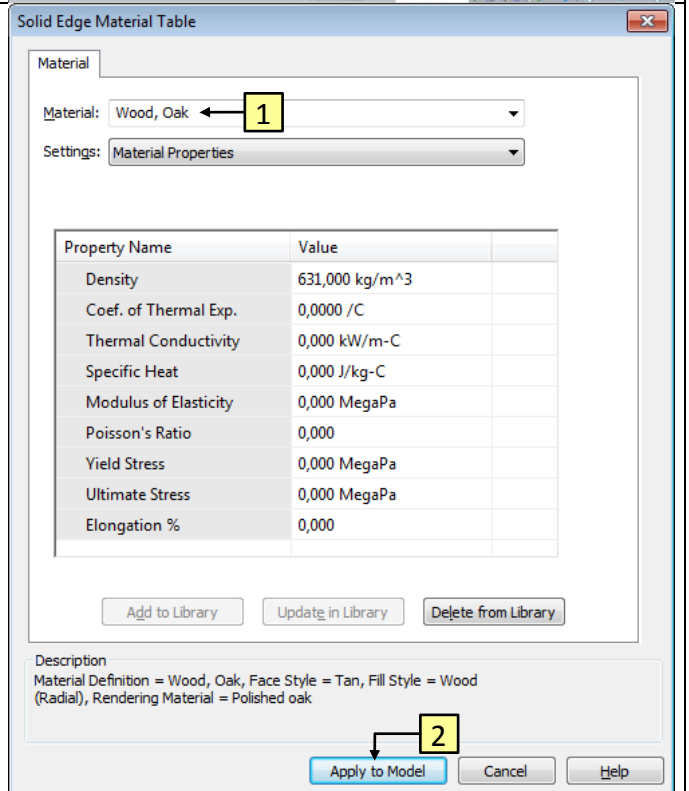 Solid Edge Material Table
Material
Material: Wood, Oak 1
Settings: Material Properties
Property Name Value
Density 631,000 kg/m^3
Coef. of Thermal Exp. 0,0000 /C
Thermal Conductivity 0,000 kW/m-C
Specific Heat 0,000 J/kg-C
Modulus of Elasticity 0,000 MegaPa
Poisson's Ratio 0,000
Yield Stress 0,000 MegaPa
Ultimate Stress 0,000 MegaPa
Elongation % 0,000
Add to Library Update in Library Delete from Library
Description
Material Definition = Wood, Oak, Face Style = Tan, Fill Style = Wood
(Radial), Rendering Material = Polished oak
2
Apply to Model Cancel Help